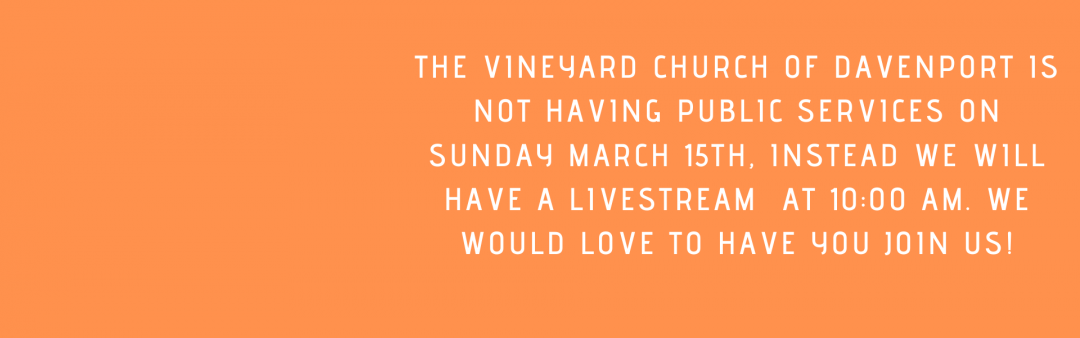 THE VINEYARD CHURCH OF DAVENPORT IS
NOT HAVING PUBLIC SERVICES ON
SUNDAY MARCH 15TH, INSTEAD WE WILL
HAVE A LIVESTREAM  AT 10:00 AM. WE
WOULD LOVE TO HAVE YOU JOIN US!